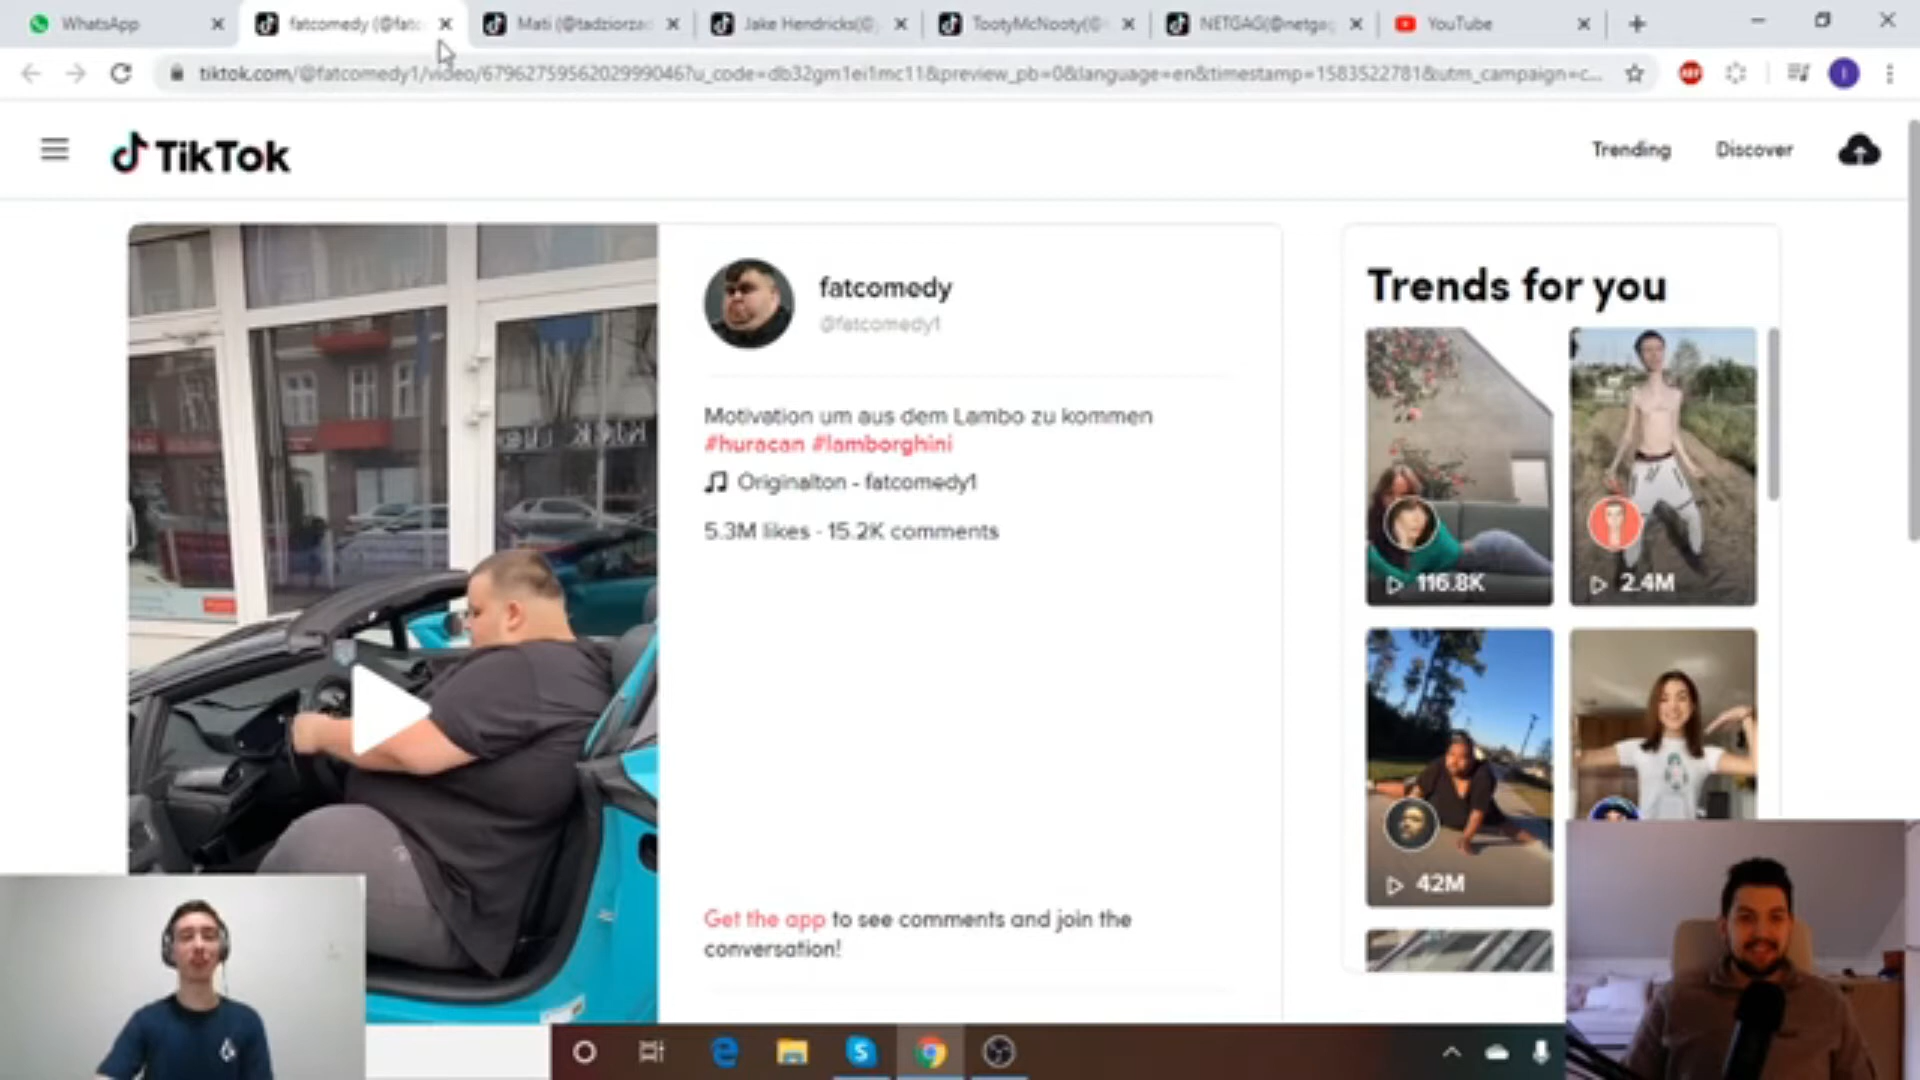 WhatsApp
fatcomedy (@fatc
Mati (@tadziorza
Jake Hendricks(@
TootyMcNooty(@
NETGAG(@netga
YouTube
tiktok.com/@fatcomedy1/video/6796275956202999046?u_code=db32gm1ei1mc11&preview_pb=0&language=en&timestamp=1583522781&utm_campaign=c...
ABP
I
TikTok
Trending
Discover
fatcomedy
@fatcomedy1
Motivation um aus dem Lambo zu kommen
#huracan #lamborghini
Originalton - fatcomedy1
5.3M likes · 15.2K comments
Get the app to see comments and join the
conversation!
Trends for you
116.8K
2.4M
42M